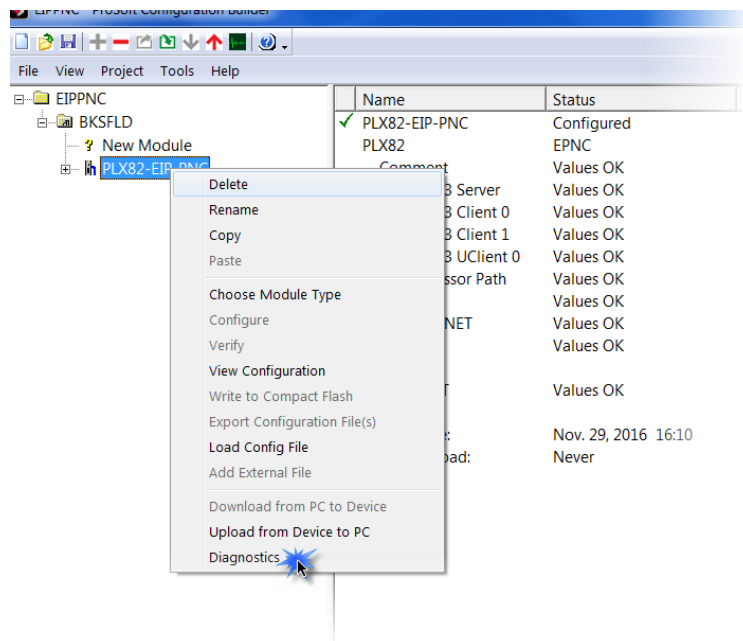 EIPPNC - ProSoft Configuration Builder
File View Project Tools Help
EIPPNC
BKSFLD
New Module
PLX82-EIP-PNC
Delete
Rename
Copy
Paste
Choose Module Type
Configure
Verify
View Configuration
Write to Compact Flash
Export Configuration File(s)
Load Config File
Add External File
Download from PC to Device
Upload from Device to PC
Diagnostics
Name Status
PLX82-EIP-PNC Configured
PLX82 EPNC
Comment Values OK
3 Server Values OK
3 Client 0 Values OK
3 Client 1 Values OK
3 UClient 0 Values OK
ssor Path Values OK
Values OK
NET Values OK
Values OK
Values OK
: Nov. 29, 2016 16:10
oad: Never